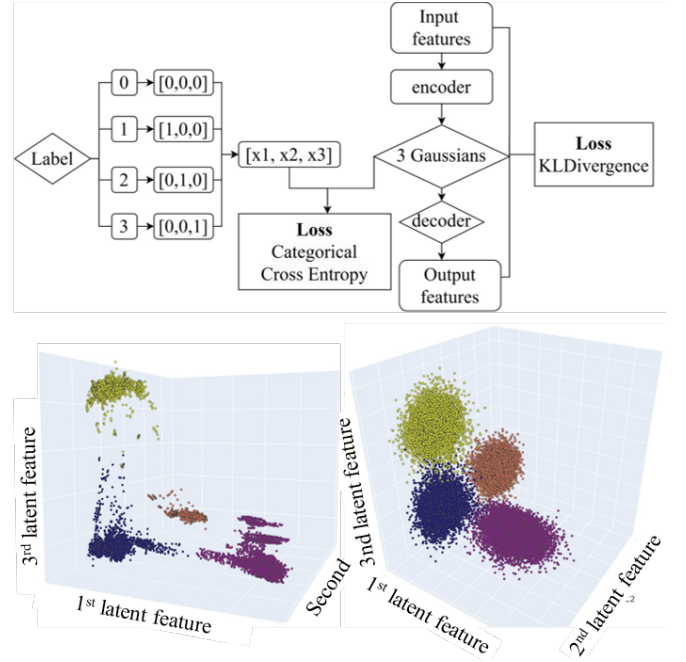 Input
features
encoder
3 Gaussians
decoder
Output
features
Loss
KLDivergence
Label
0
[0,0,0]
1
[1,0,0]
2
[0,1,0]
3
[0,0,1]
[x1, x2, x3]
Loss
Categorical
Cross Entropy
3rd latent feature
1st latent feature
Second
3nd latent feature
1st latent feature
2nd latent feature
..2